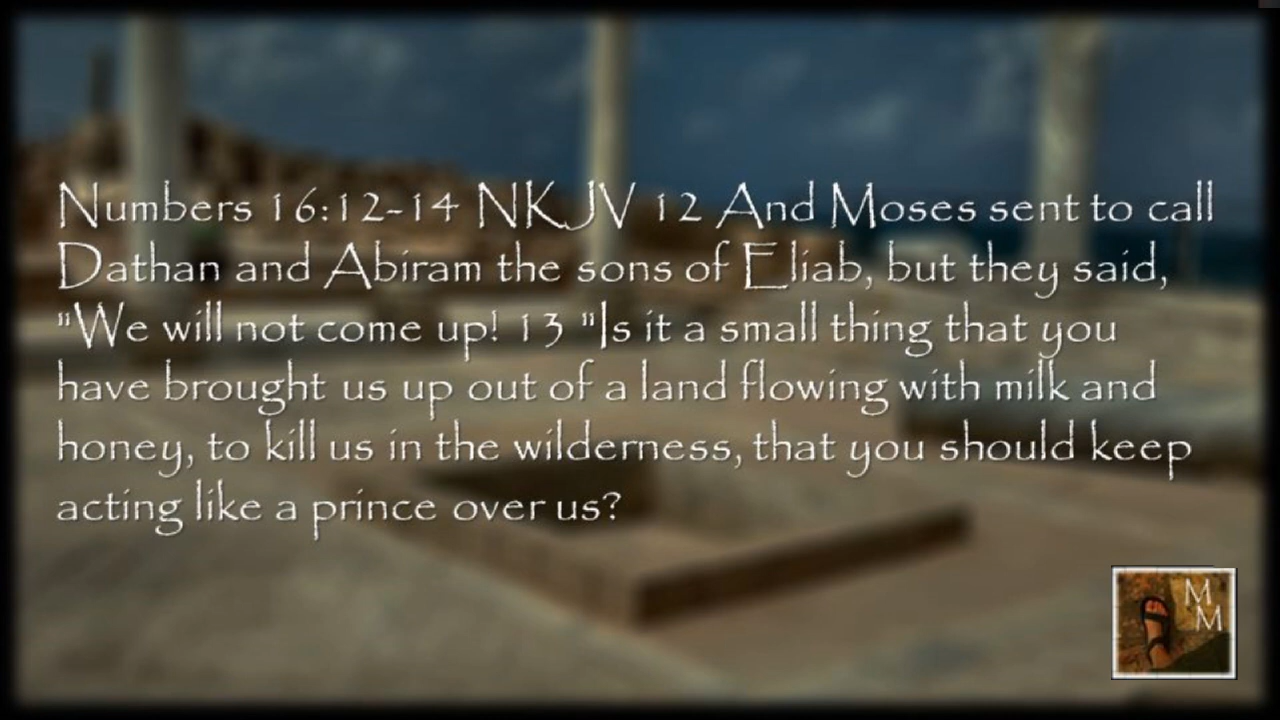 Numbers 16:12-14 NKJV 12 And Moses sent to call
Dathan and Abiram the sons of Eliab, but they said,
"We will not come up! 13 "Is it a small thing that you
have brought us up out of a land flowing with milk and
honey, to kill us in the wilderness, that you should keep
acting like a prince over us?
M
M